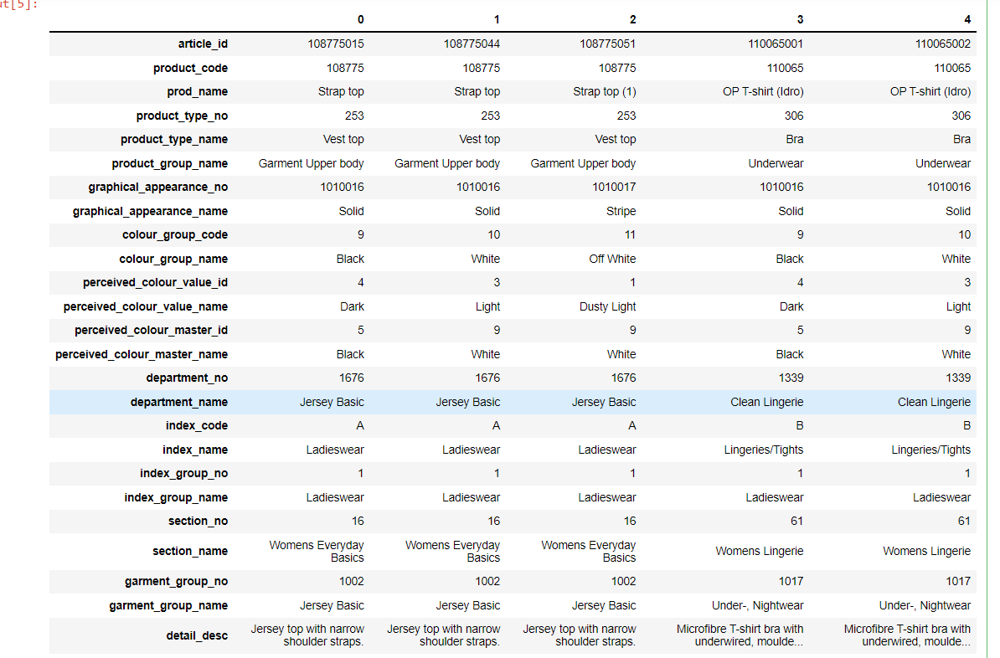 ut[5]:
0 1 2 3 4
article_id 108775015 108775044 108775051 110065001 110065002
product_code 108775 108775 108775 110065 110065
prod_name Strap top Strap top Strap top (1) OP T-shirt (Idro) OP T-shirt (Idro)
product_type_no 253 253 253 306 306
product_type_name Vest top Vest top Vest top Bra Bra
product_group_name Garment Upper body Garment Upper body Garment Upper body Underwear Underwear
graphical_appearance_no 1010016 1010016 1010017 1010016 1010016
graphical_appearance_name Solid Solid Stripe Solid Solid
colour_group_code 9 10 11 9 10
colour_group_name Black White Off White Black White
perceived_colour_value_id 4 3 1 4 3
perceived_colour_value_name Dark Light Dusty Light Dark Light
perceived_colour_master_id 5 9 9 5 9
perceived_colour_master_name Black White White Black White
department_no 1676 1676 1676 1339 1339
department_name Jersey Basic Jersey Basic Jersey Basic Clean Lingerie Clean Lingerie
index_code A A A B B
index_name Ladieswear Ladieswear Ladieswear Lingeries/Tights Lingeries/Tights
index_group_no 1 1 1 1 1
index_group_name Ladieswear Ladieswear Ladieswear Ladieswear Ladieswear
section_no 16 16 16 61 61
section_name Womens Everyday Basics Womens Everyday Basics Womens Everyday Basics Womens Lingerie Womens Lingerie
garment_group_no 1002 1002 1002 1017 1017
garment_group_name Jersey Basic Jersey Basic Jersey Basic Under-, Nightwear Under-, Nightwear
detail_desc Jersey top with narrow shoulder straps. Jersey top with narrow shoulder straps. Jersey top with narrow shoulder straps. Microfibre T-shirt bra with underwired, moulde... Microfibre T-shirt bra with underwired, moulde...